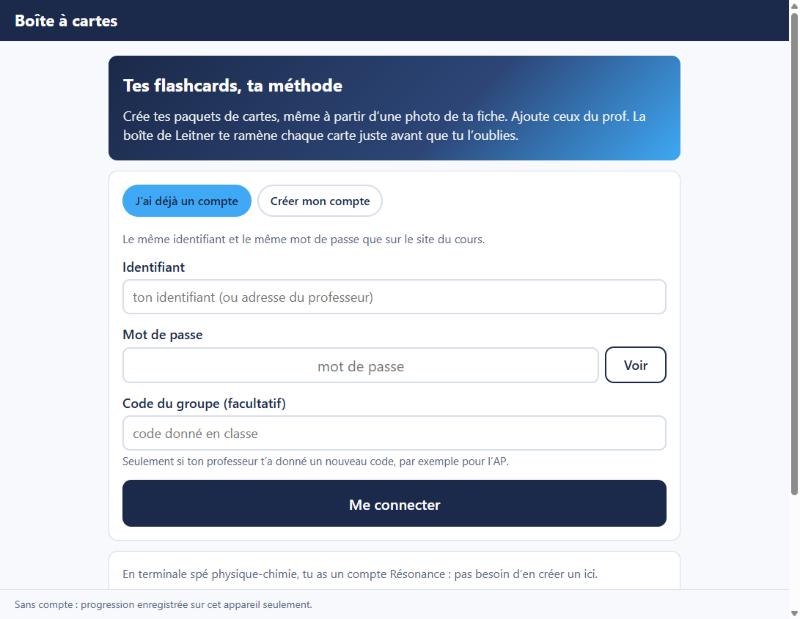 Boîte à cartes
Tes flashcards, ta méthode
Crée tes paquets de cartes, même à partir d'une photo de ta fiche. Ajoute ceux du prof. La
boîte de Leitner te ramène chaque carte juste avant que tu l'oublies.
J'ai déjà un compte
Créer mon compte
Le même identifiant et le même mot de passe que sur le site du cours.
Identifiant
ton identifiant (ou adresse du professeur)
Mot de passe
mot de passe
Voir
Code du groupe (facultatif)
code donné en classe
Seulement si ton professeur t'a donné un nouveau code, par exemple pour l'AP.
Me connecter
En terminale spé physique-chimie, tu as un compte Résonance : pas besoin d'en créer un ici.
Sans compte : progression enregistrée sur cet appareil seulement.